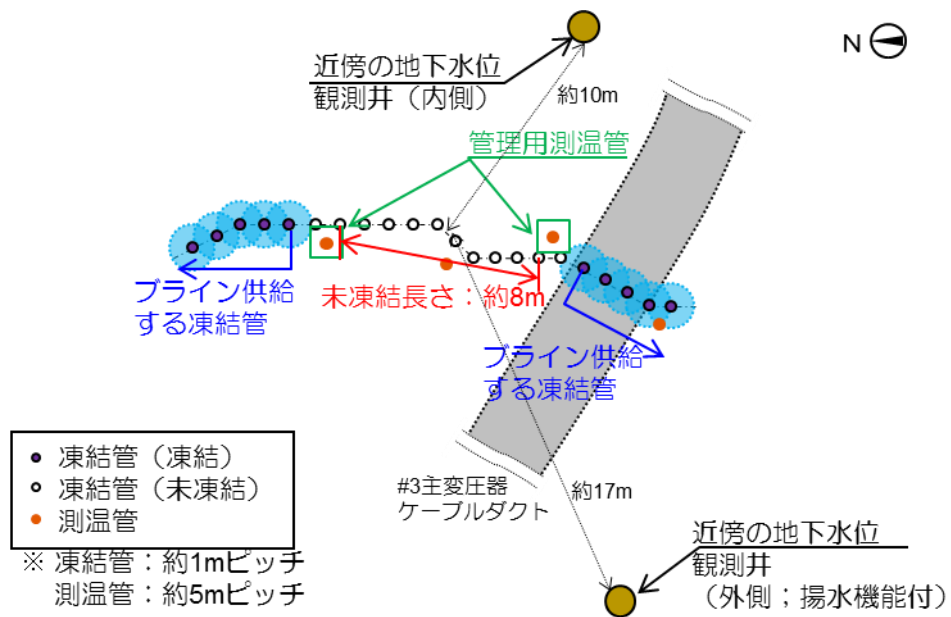 近傍の地下水位
観測井（内側）
約10m
N
管理用測温管
ブライン供給
する凍結管
未凍結長さ：約8m
ブライン供給
する凍結管
凍結管（凍結）
凍結管（未凍結）
測温管
※ 凍結管：約1mピッチ
測温管：約5mピッチ
#3主変圧器
ケーブルダクト
約17m
近傍の地下水位
観測井
（外側；揚水機能付）